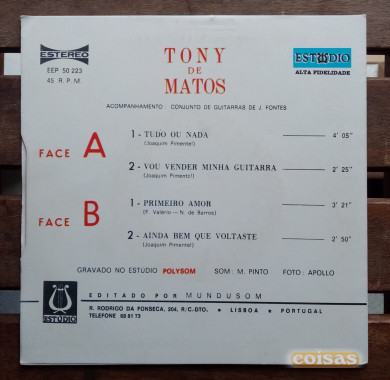 ESTEREO
EEP 50 223
45 R. P. M.
TONY
DE
MATOS
ESTÚDIO
ALTA FIDELIDADE
ACOMPANHAMENTO : CONJUNTO DE GUITARRAS DE J. FONTES
FACE A
1 - TUDO OU NADA 4' 05"
(Joaquim Pimentel)
2 - VOU VENDER MINHA GUITARRA 2' 25"
(Joaquim Pimentel)
FACE B
1 - PRIMEIRO AMOR 3' 21"
(F. Valério — N. de Barros)
2 - AINDA BEM QUE VOLTASTE 2' 50"
(Joaquim Pimentel)
GRAVADO NO ESTUDIO POLYSOM SOM : M. PINTO FOTO : APOLLO
ESTÚDIO
EDITADO POR MUNDUSOM
R. RODRIGO DA FONSECA, 204, R/C.-DTO. • LISBOA • PORTUGAL
TELEFONE 68 81 73
coisas